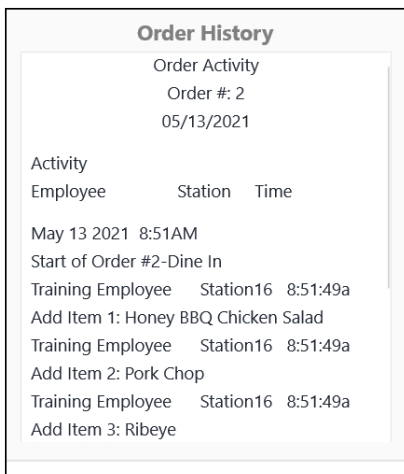 Order History
Order Activity
Order #: 2
05/13/2021
Activity
Employee Station Time
May 13 2021 8:51AM
Start of Order #2-Dine In
Training Employee Station16 8:51:49a
Add Item 1: Honey BBQ Chicken Salad
Training Employee Station16 8:51:49a
Add Item 2: Pork Chop
Training Employee Station16 8:51:49a
Add Item 3: Ribeye